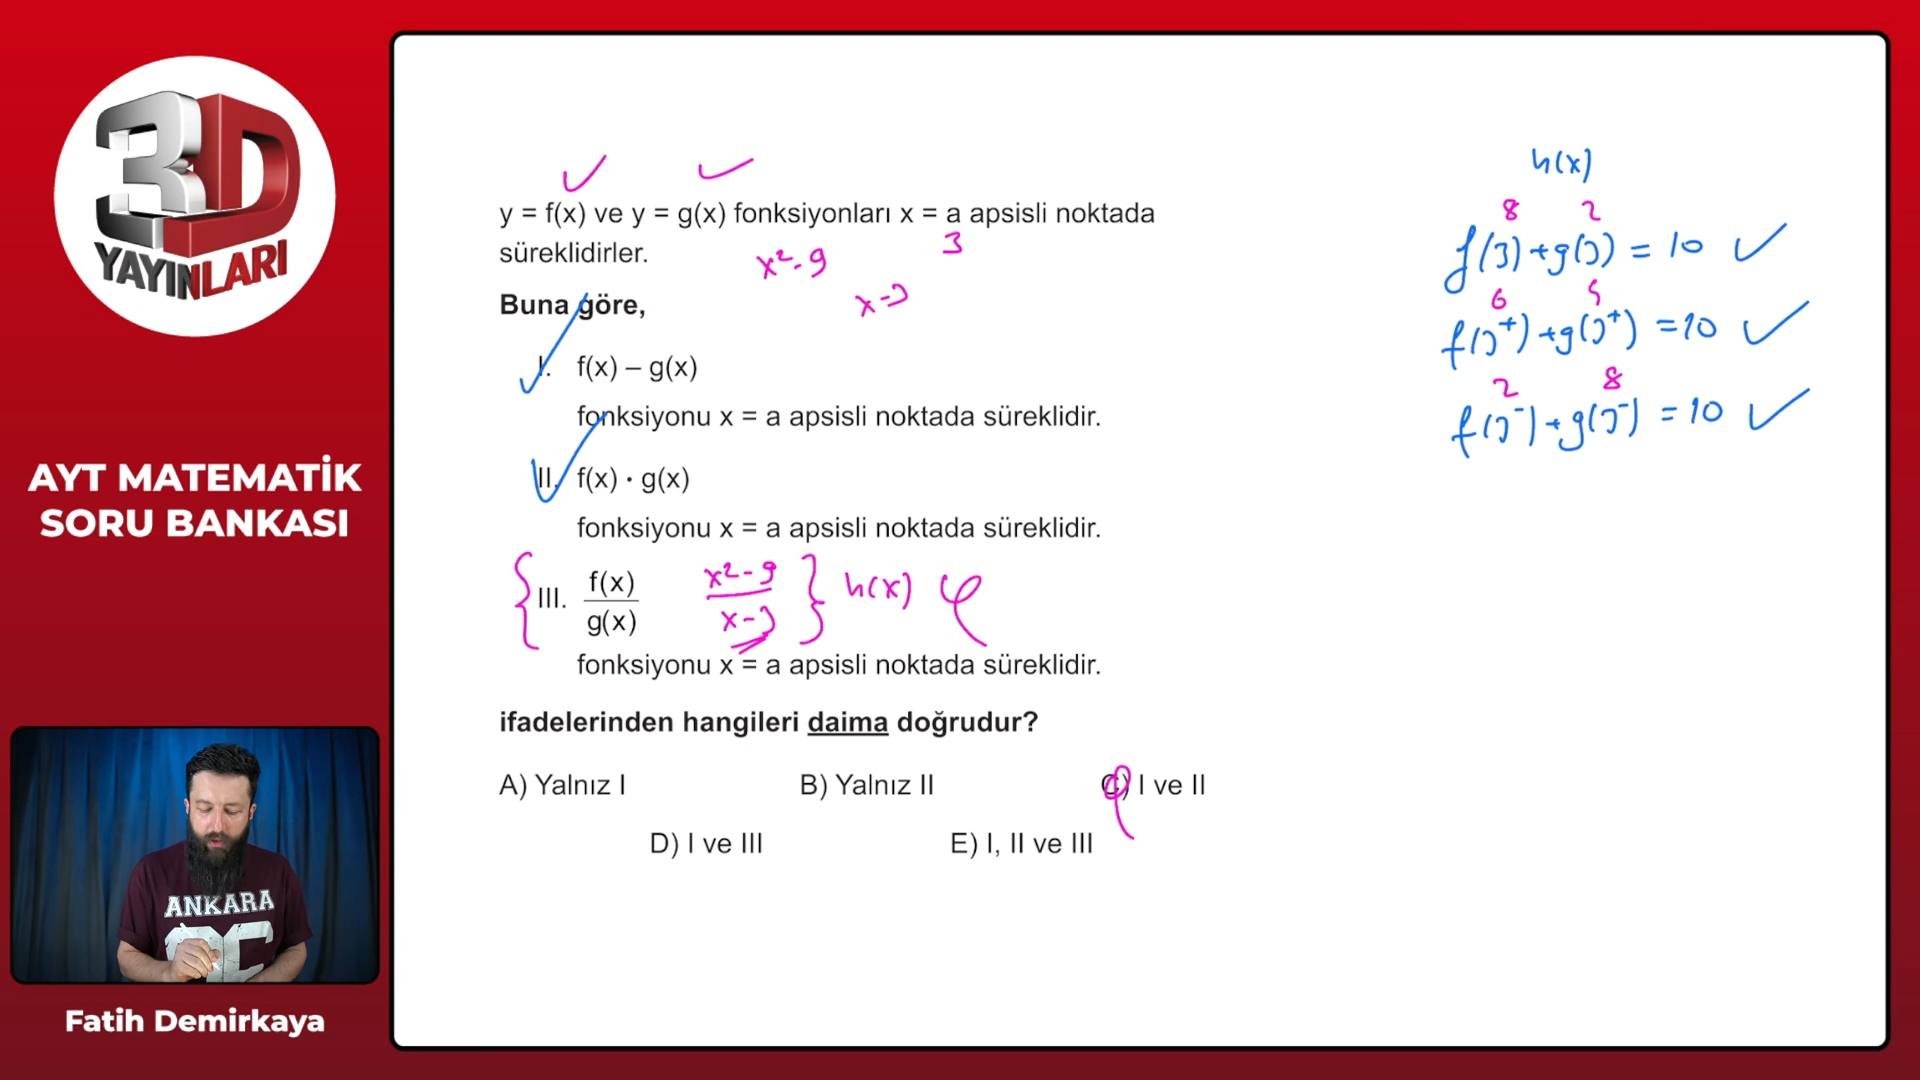 3D
YAYINLARI
AYT MATEMATİK
SORU BANKASI
ANKARA
Fatih Demirkaya
y = f(x) ve y = g(x) fonksiyonları x = a apsisli noktada
süreklidirler.
x²-9
3
x-3
Buna göre,
I. f(x) – g(x)
fonksiyonu x = a apsisli noktada süreklidir.
II. f(x) · g(x)
fonksiyonu x = a apsisli noktada süreklidir.
III. f(x)/g(x) x²-9/x-3 h(x)
fonksiyonu x = a apsisli noktada süreklidir.
ifadelerinden hangileri daima doğrudur?
A) Yalnız I B) Yalnız II C) I ve II
D) I ve III E) I, II ve III
h(x)
8 2
f(3)+g(3) = 10
6
f(3⁺)+g(3⁺) = 10
2 8
f(3⁻)+g(3⁻) = 10